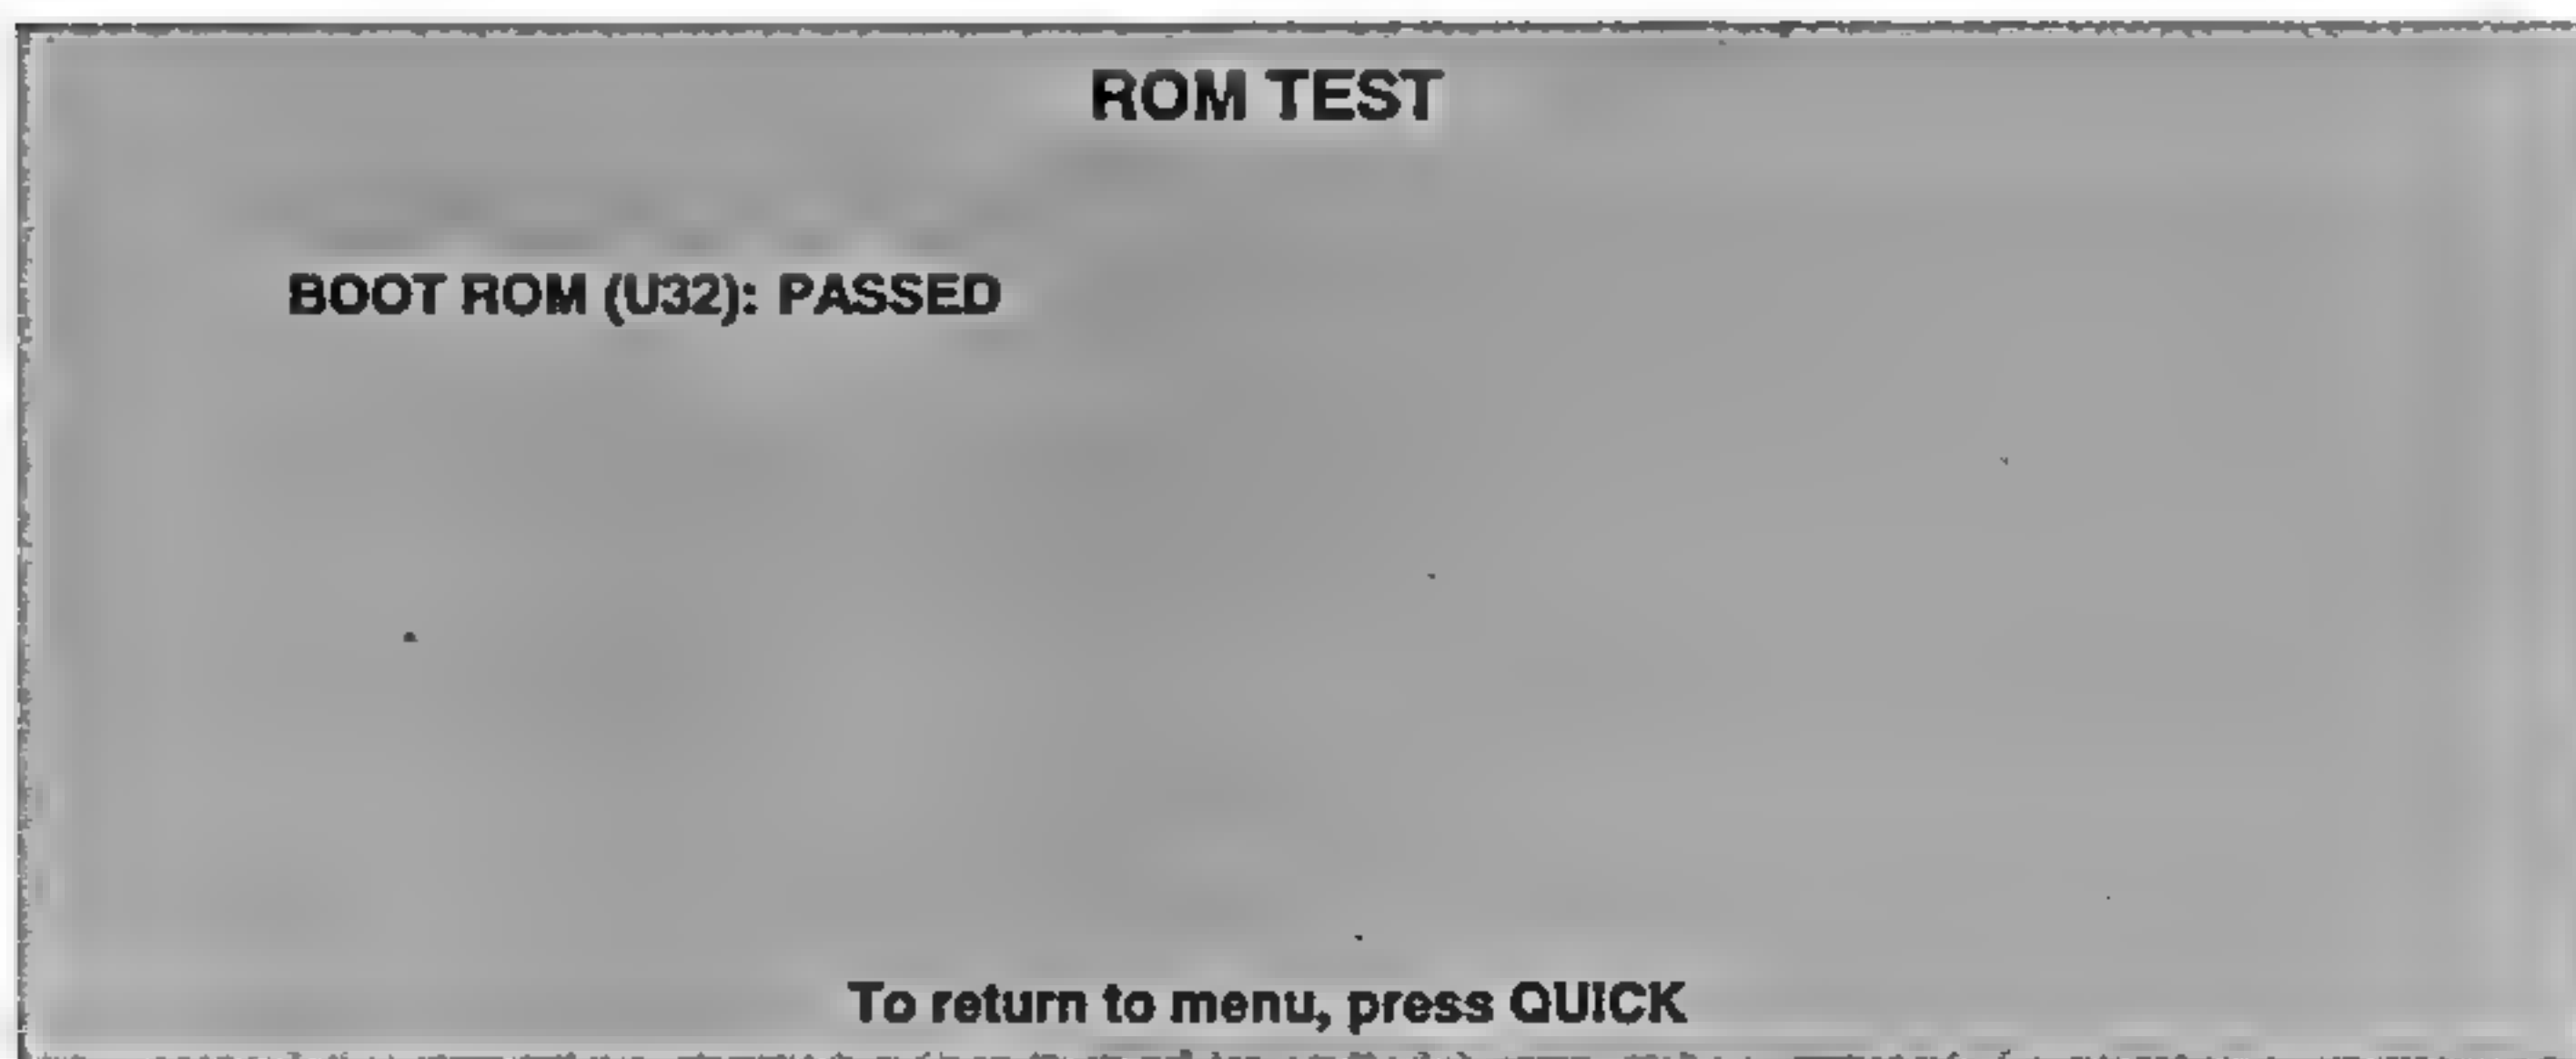 ROM TEST
BOOT ROM (U32): PASSED
To return to menu, press QUICK